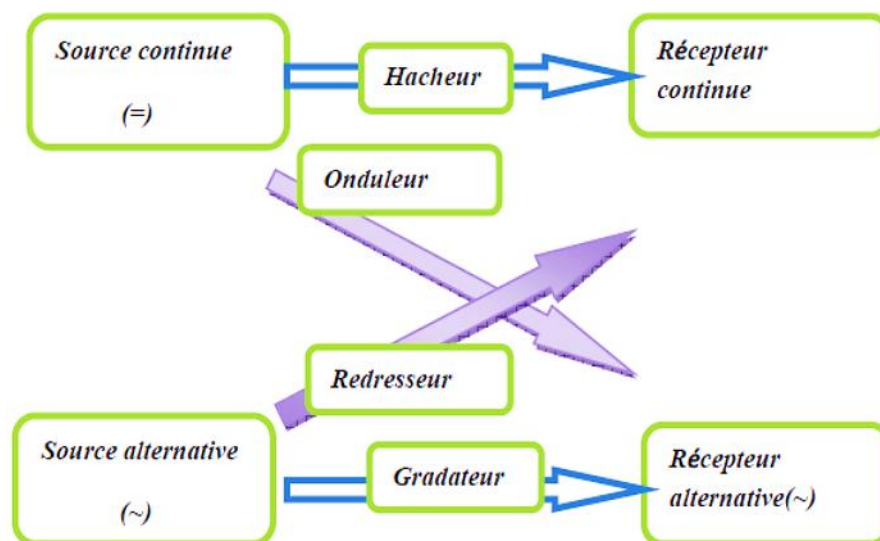 Source continue
(=)
Hacheur
Récepteur
continue
Onduleur
Redresseur
Source alternative
(~)
Gradateur
Récepteur
alternative(~)